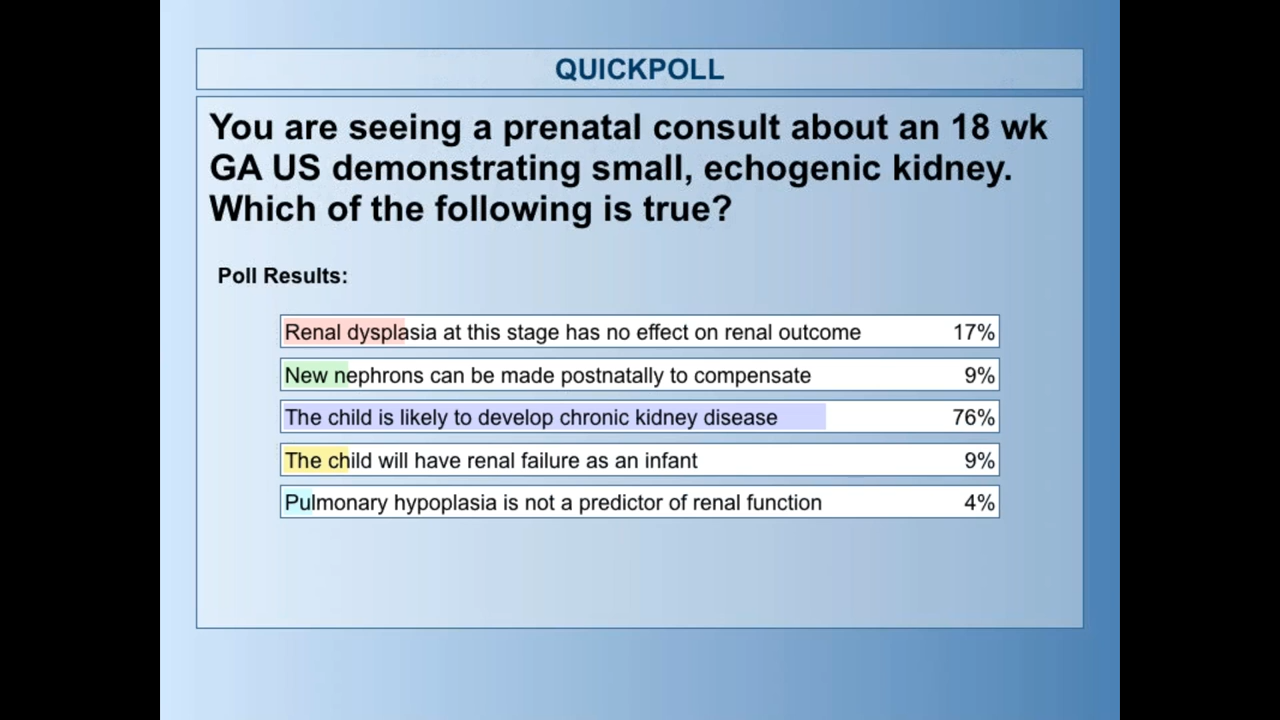 QUICKPOLL
You are seeing a prenatal consult about an 18 wk
GA US demonstrating small, echogenic kidney.
Which of the following is true?
Poll Results:
Renal dysplasia at this stage has no effect on renal outcome 17%
New nephrons can be made postnatally to compensate 9%
The child is likely to develop chronic kidney disease 76%
The child will have renal failure as an infant 9%
Pulmonary hypoplasia is not a predictor of renal function 4%